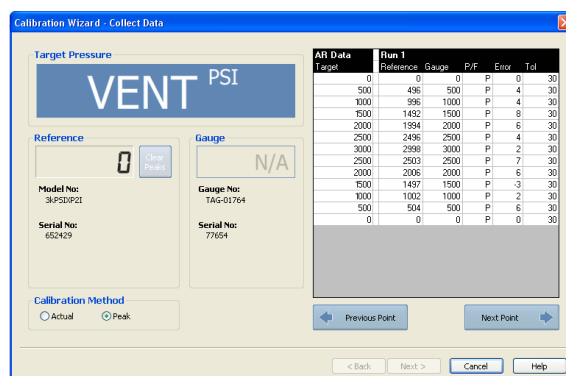 Calibration Wizard - Collect Data
Target Pressure
VENT PSI
Reference
0
Clear Peaks
Model No:
3kPSIXP2I
Serial No:
652429
Gauge
N/A
Gauge No:
TAG-01764
Serial No:
77654
Calibration Method
Actual Peak
AR Data Run 1
Target Reference Gauge P/F Error Tol
0 0 0 P 0 30
500 496 500 P 4 30
1000 996 1000 P 4 30
1500 1492 1500 P 8 30
2000 1994 2000 P 6 30
2500 2496 2500 P 4 30
3000 2998 3000 P 2 30
2500 2503 2500 P 7 30
2000 2006 2000 P 6 30
1500 1497 1500 P -3 30
1000 1002 1000 P 2 30
500 504 500 P 6 30
0 0 0 P 0 30
Previous Point Next Point
< Back Next > Cancel Help